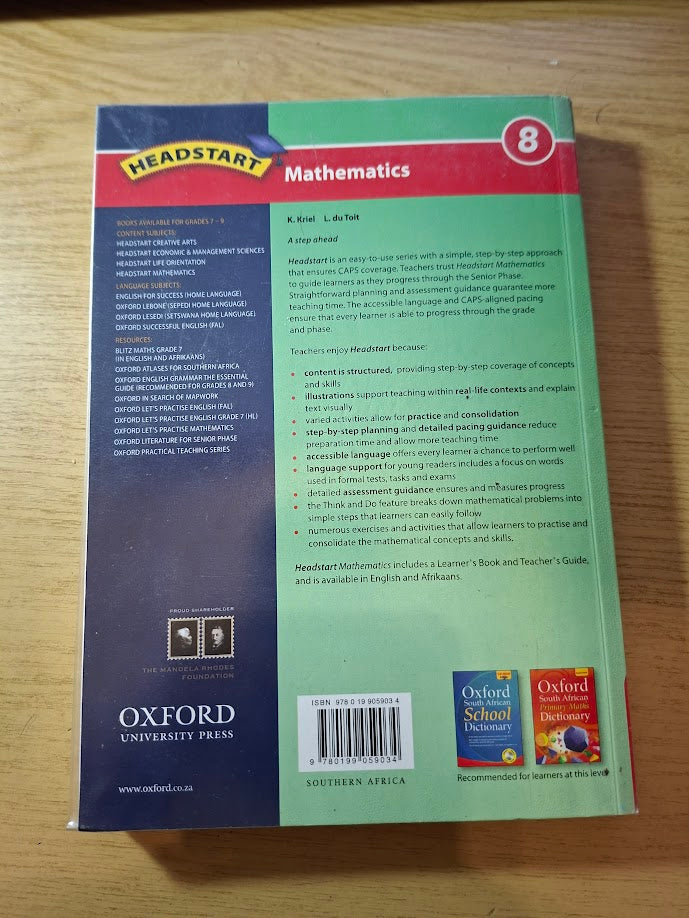 HEADSTART
Mathematics
8
BOOKS AVAILABLE FOR GRADES 7 – 9
CONTENT SUBJECTS:
HEADSTART CREATIVE ARTS
HEADSTART ECONOMIC & MANAGEMENT SCIENCES
HEADSTART LIFE ORIENTATION
HEADSTART MATHEMATICS
LANGUAGE SUBJECTS:
ENGLISH FOR SUCCESS (HOME LANGUAGE)
OXFORD LEBONE (SEPEDI HOME LANGUAGE)
OXFORD LESEDI (SETSWANA HOME LANGUAGE)
OXFORD SUCCESSFUL ENGLISH (FAL)
RESOURCES:
BLITZ MATHS GRADE 7
(IN ENGLISH AND AFRIKAANS)
OXFORD ATLASES FOR SOUTHERN AFRICA
OXFORD ENGLISH GRAMMAR THE ESSENTIAL
GUIDE (RECOMMENDED FOR GRADES 8 AND 9)
OXFORD IN SEARCH OF MAPWORK
OXFORD LET'S PRACTISE ENGLISH (FAL)
OXFORD LET'S PRACTISE ENGLISH GRADE 7 (HL)
OXFORD LET'S PRACTISE MATHEMATICS
OXFORD LITERATURE FOR SENIOR PHASE
OXFORD PRACTICAL TEACHING SERIES
PROUD SHAREHOLDER
THE MANDELA RHODES
FOUNDATION
OXFORD
UNIVERSITY PRESS
www.oxford.co.za
K. Kriel L. du Toit
A step ahead
Headstart is an easy-to-use series with a simple, step-by-step approach
that ensures CAPS coverage. Teachers trust Headstart Mathematics
to guide learners as they progress through the Senior Phase.
Straightforward planning and assessment guidance guarantee more
teaching time. The accessible language and CAPS-aligned pacing
ensure that every learner is able to progress through the grade
and phase.
Teachers enjoy Headstart because:
• content is structured, providing step-by-step coverage of concepts
and skills
• illustrations support teaching within real-life contexts and explain
text visually
• varied activities allow for practice and consolidation
• step-by-step planning and detailed pacing guidance reduce
preparation time and allow more teaching time
• accessible language offers every learner a chance to perform well
• language support for young readers includes a focus on words
used in formal tests, tasks and exams
• detailed assessment guidance ensures and measures progress
• the Think and Do feature breaks down mathematical problems into
simple steps that learners can easily follow
• numerous exercises and activities that allow learners to practise and
consolidate the mathematical concepts and skills.
Headstart Mathematics includes a Learner's Book and Teacher's Guide,
and is available in English and Afrikaans.
ISBN 978 0 19 905903 4
9 780199 059034
SOUTHERN AFRICA
Oxford
South African
School
Dictionary
Oxford
South African
Primary Maths
Dictionary
Recommended for learners at this level